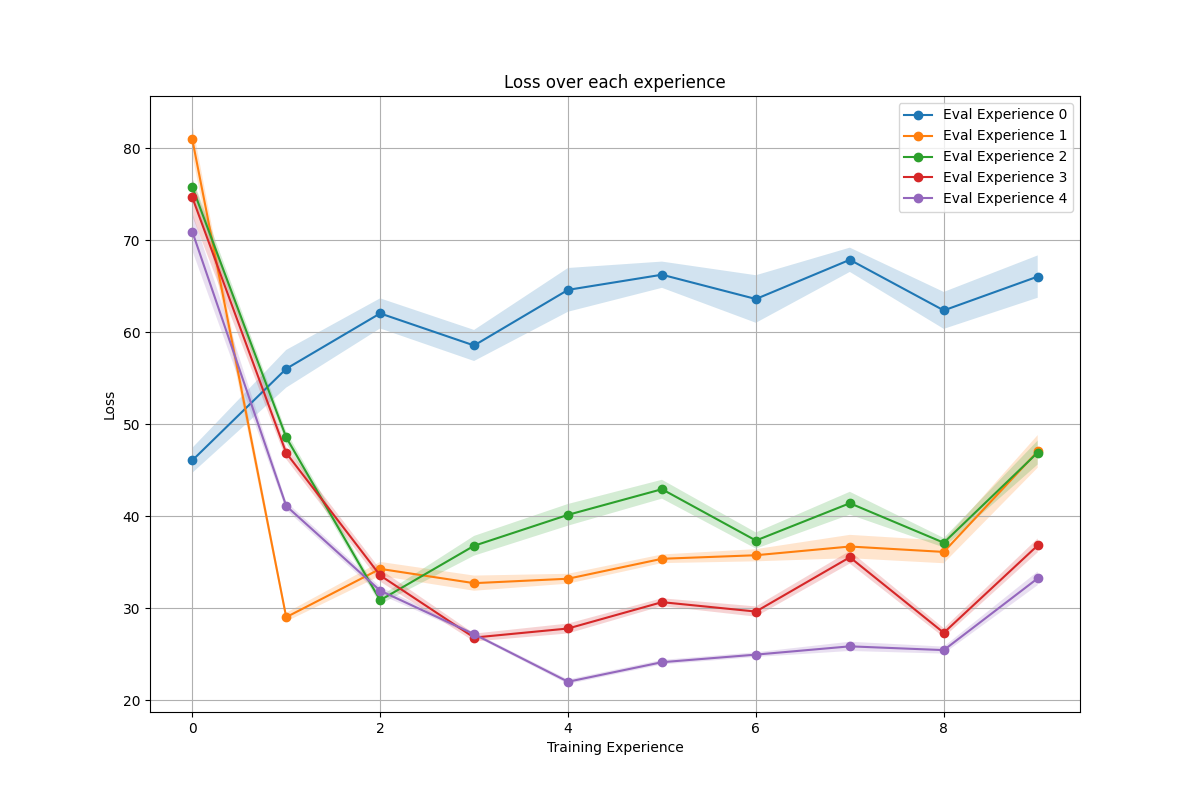 Loss over each experience
Eval Experience 0
Eval Experience 1
Eval Experience 2
Eval Experience 3
Eval Experience 4
80
70
60
50
40
30
20
Loss
0 2 4 6 8
Training Experience